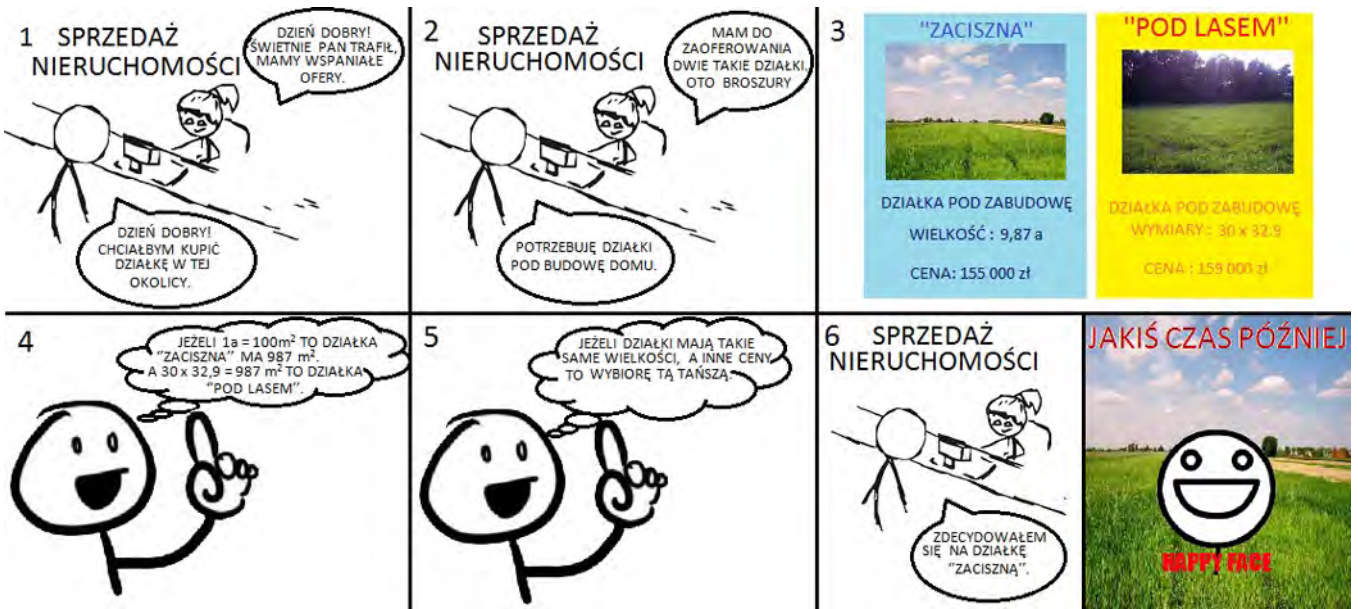 1 SPRZEDAŻ
NIERUCHOMOŚCI
DZIEŃ DOBRY!
ŚWIETNIE PAN TRAFIŁ,
MAMY WSPANIAŁE
OFERY.
DZIEŃ DOBRY!
CHCIAŁBYM KUPIĆ
DZIAŁKĘ W TEJ
OKOLICY.
2 SPRZEDAŻ
NIERUCHOMOŚCI
MAM DO
ZAOFEROWANIA
DWIE TAKIE DZIAŁKI.
OTO BROSZURY
POTRZEBUJĘ DZIAŁKI
POD BUDOWĘ DOMU.
3
"ZACISZNA"
DZIAŁKA POD ZABUDOWĘ
WIELKOŚĆ : 9,87 a
CENA: 155 000 zł
"POD LASEM"
DZIAŁKA POD ZABUDOWĘ
WYMIARY : 30 x 32.9
CENA : 159 000 zł
4
JEŻELI 1a = 100m² TO DZIAŁKA
"ZACISZNA" MA 987 m².
A 30 x 32,9 = 987 m² TO DZIAŁKA
"POD LASEM".
5
JEŻELI DZIAŁKI MAJĄ TAKIE
SAME WIELKOŚCI, A INNE CENY
TO WYBIORĘ TĄ TAŃSZĄ.
6 SPRZEDAŻ
NIERUCHOMOŚCI
ZDECYDOWAŁEM
SIĘ NA DZIAŁKĘ
"ZACISZNĄ".
JAKIŚ CZAS PÓŹNIEJ
HAPPY FACE